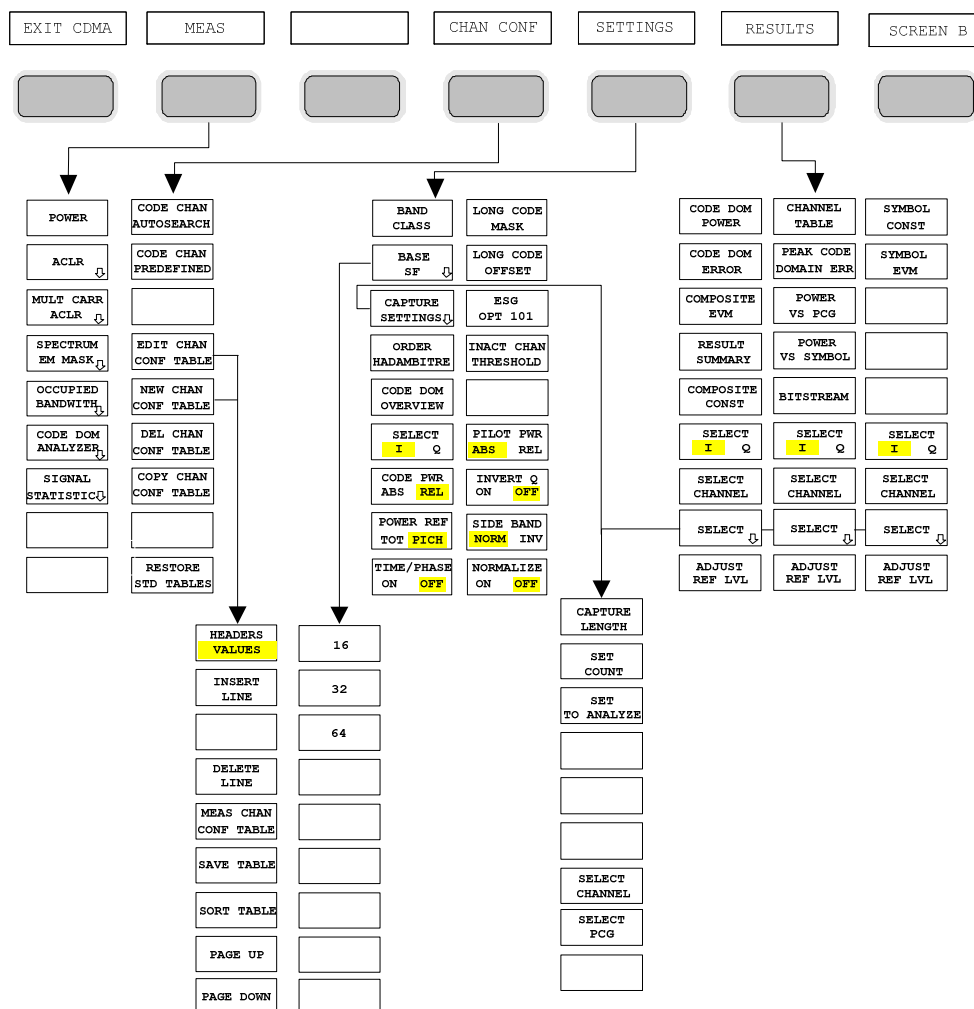 EXIT CDMA
MEAS
CHAN CONF
SETTINGS
RESULTS
SCREEN B
POWER
ACLR
MULT CARR
ACLR
SPECTRUM
EM MASK
OCCUPIED
BANDWITH
CODE DOM
ANALYZER
SIGNAL
STATISTIC
CODE CHAN
AUTOSEARCH
CODE CHAN
PREDEFINED
EDIT CHAN
CONF TABLE
NEW CHAN
CONF TABLE
DEL CHAN
CONF TABLE
COPY CHAN
CONF TABLE
RESTORE
STD TABLES
HEADERS
VALUES
INSERT
LINE
DELETE
LINE
MEAS CHAN
CONF TABLE
SAVE TABLE
SORT TABLE
PAGE UP
PAGE DOWN
BAND
CLASS
BASE
SF
CAPTURE
SETTINGS
ORDER
HADAMBITRE
CODE DOM
OVERVIEW
SELECT
I Q
CODE PWR
ABS REL
POWER REF
TOT PICH
TIME/PHASE
ON OFF
16
32
64
LONG CODE
MASK
LONG CODE
OFFSET
ESG
OPT 101
INACT CHAN
THRESHOLD
PILOT PWR
ABS REL
INVERT Q
ON OFF
SIDE BAND
NORM INV
NORMALIZE
ON OFF
CAPTURE
LENGTH
SET
COUNT
SET
TO ANALYZE
SELECT
CHANNEL
SELECT
PCG
CODE DOM
POWER
CODE DOM
ERROR
COMPOSITE
EVM
RESULT
SUMMARY
COMPOSITE
CONST
SELECT
I Q
SELECT
CHANNEL
SELECT
ADJUST
REF LVL
CHANNEL
TABLE
PEAK CODE
DOMAIN ERR
POWER
VS PCG
POWER
VS SYMBOL
BITSTREAM
SELECT
I Q
SELECT
CHANNEL
SELECT
ADJUST
REF LVL
SYMBOL
CONST
SYMBOL
EVM
SELECT
I Q
SELECT
CHANNEL
SELECT
ADJUST
REF LVL